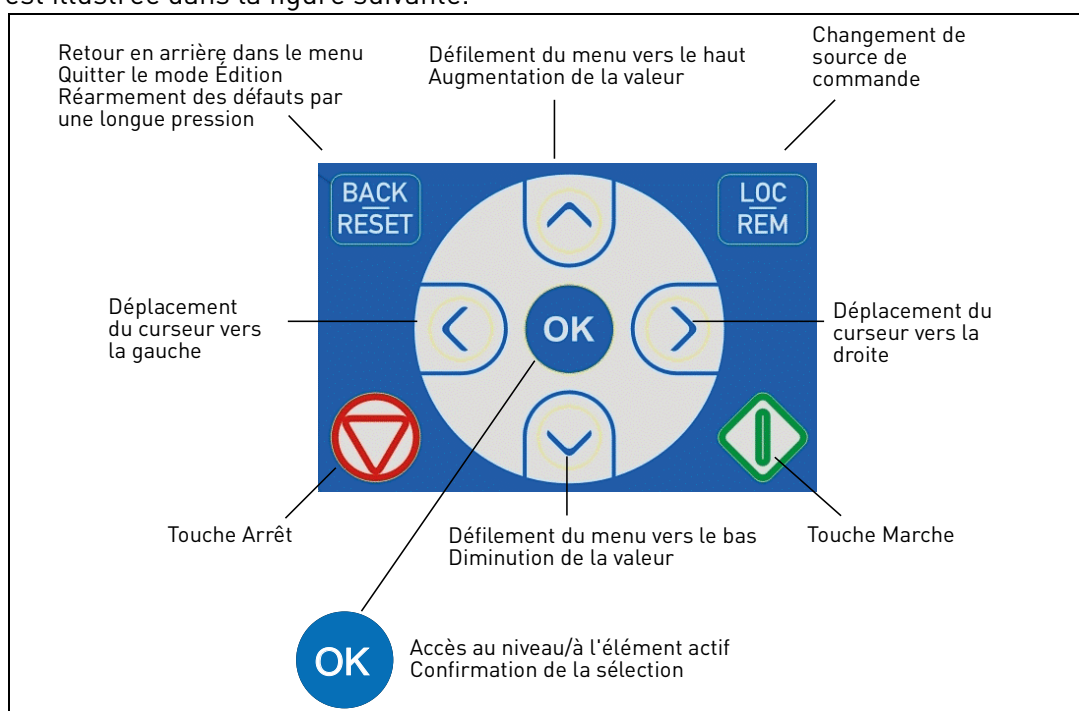 est illustrée dans la figure suivante.
Retour en arrière dans le menu
Quitter le mode Édition
Réarmement des défauts par
une longue pression
Défilement du menu vers le haut
Augmentation de la valeur
Changement de
source de
commande
BACK
RESET
LOC
REM
Déplacement
du curseur vers
la gauche
OK
Déplacement du
curseur vers la
droite
Touche Arrêt
Défilement du menu vers le bas
Diminution de la valeur
Touche Marche
OK
Accès au niveau/à l'élément actif
Confirmation de la sélection